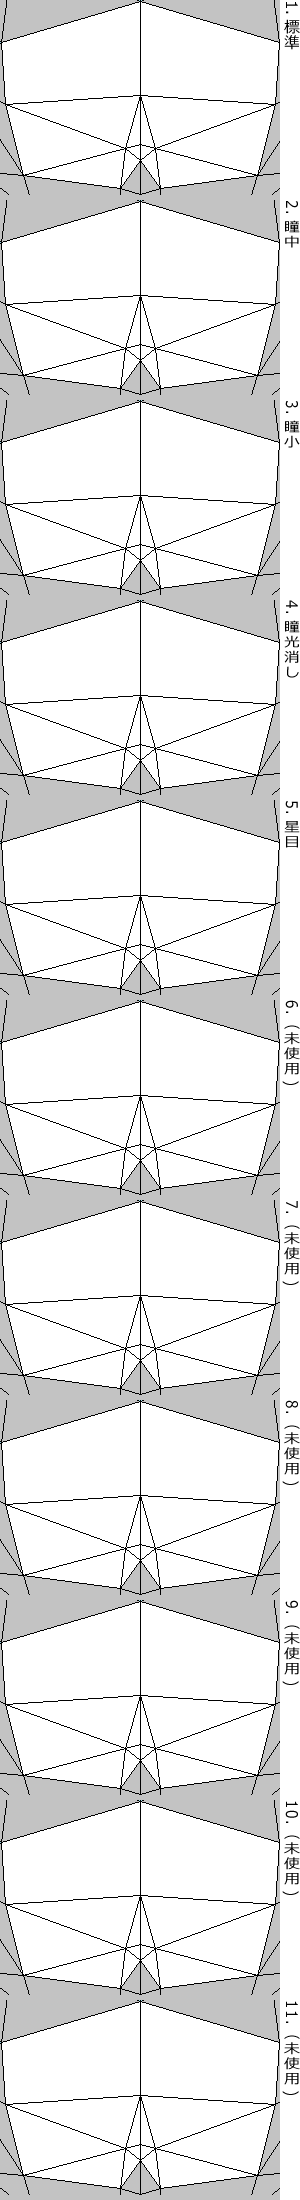 1. 標準
2. 瞳中
3. 瞳小
4. 瞳光消し
5. 星目
6. （未使用）
7. （未使用）
8. （未使用）
9. （未使用）
10. （未使用）
11. （未使用）